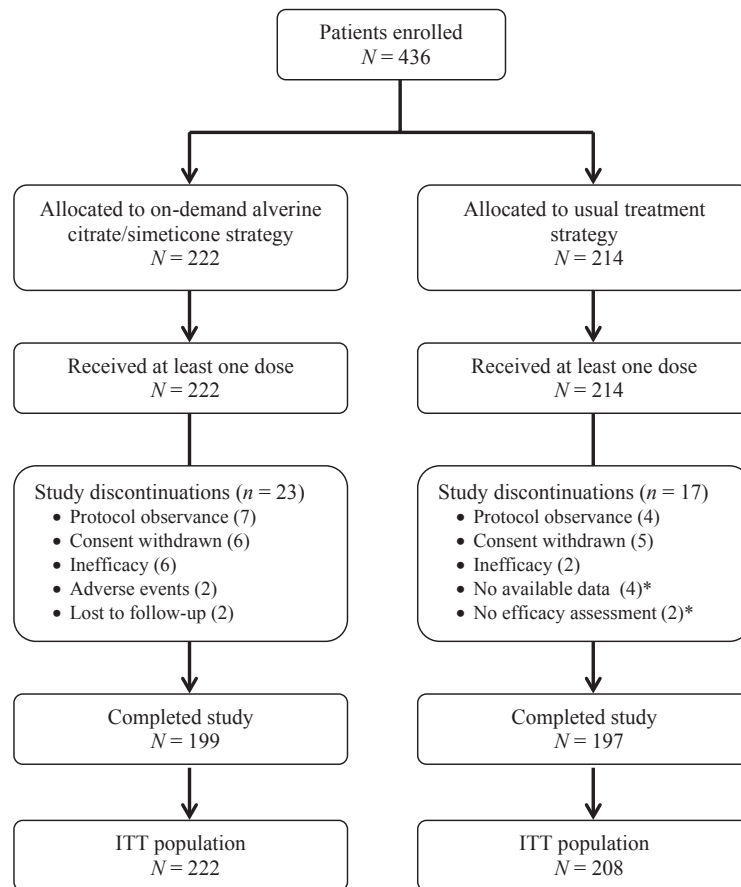 Patients enrolled
N = 436
Allocated to on-demand alverine
citrate/simeticone strategy
N = 222
Allocated to usual treatment
strategy
N = 214
Received at least one dose
N = 222
Received at least one dose
N = 214
Study discontinuations (n = 23)
• Protocol observance (7)
• Consent withdrawn (6)
• Inefficacy (6)
• Adverse events (2)
• Lost to follow-up (2)
Study discontinuations (n = 17)
• Protocol observance (4)
• Consent withdrawn (5)
• Inefficacy (2)
• No available data (4)*
• No efficacy assessment (2)*
Completed study
N = 199
Completed study
N = 197
ITT population
N = 222
ITT population
N = 208